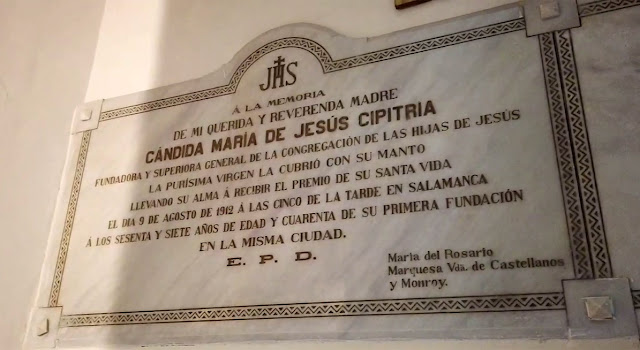 JHS
Á LA MEMORIA
DE MI QUERIDA Y REVERENDA MADRE
CÁNDIDA MARÍA DE JESÚS CIPITRIA
FUNDADORA Y SUPERIORA GENERAL DE LA CONGREGACIÓN DE LAS HIJAS DE JESÚS
LA PURÍSIMA VIRGEN LA CUBRIÓ CON SU MANTO
LLEVANDO SU ALMA Á RECIBIR EL PREMIO DE SU SANTA VIDA
EL DIA 9 DE AGOSTO DE 1912 Á LAS CINCO DE LA TARDE EN SALAMANCA
Á LOS SESENTA Y SIETE AÑOS DE EDAD Y CUARENTA DE SU PRIMERA FUNDACIÓN
EN LA MISMA CIUDAD.
E. P. D.
María del Rosario
Marquesa Vda. de Castellanos
y Monroy.